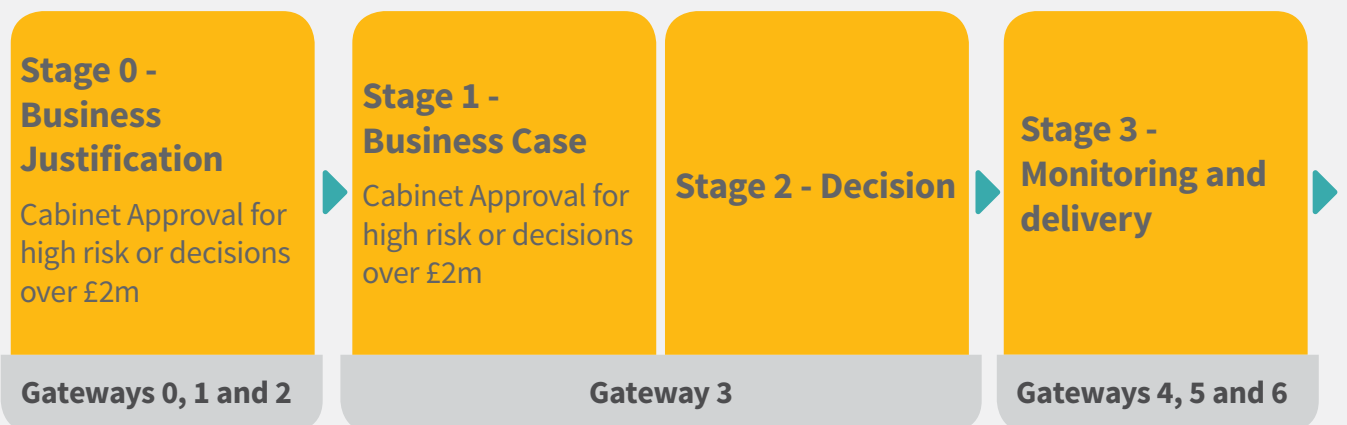 Stage 0 -
Business
Justification
Cabinet Approval for
high risk or decisions
over £2m
Gateways 0, 1 and 2
Stage 1 -
Business Case
Cabinet Approval for
high risk or decisions
over £2m
Stage 2 - Decision
Gateway 3
Stage 3 -
Monitoring and
delivery
Gateways 4, 5 and 6